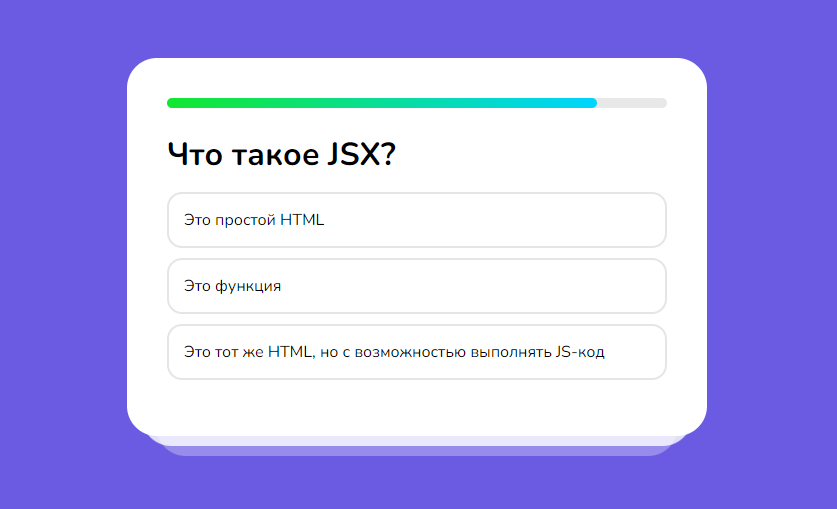 Что такое JSX?
Это простой HTML
Это функция
Это тот же HTML, но с возможностью выполнять JS-код